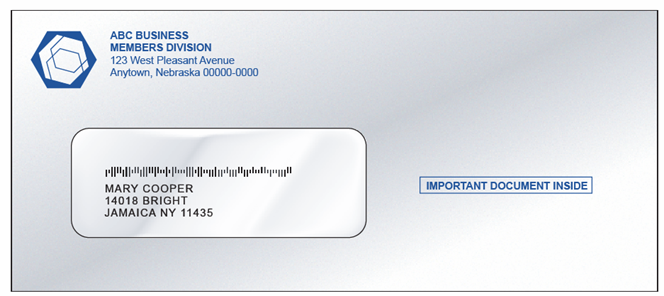 ABC BUSINESS
MEMBERS DIVISION
123 West Pleasant Avenue
Anytown, Nebraska 00000-0000
MARY COOPER
14018 BRIGHT
JAMAICA NY 11435
IMPORTANT DOCUMENT INSIDE